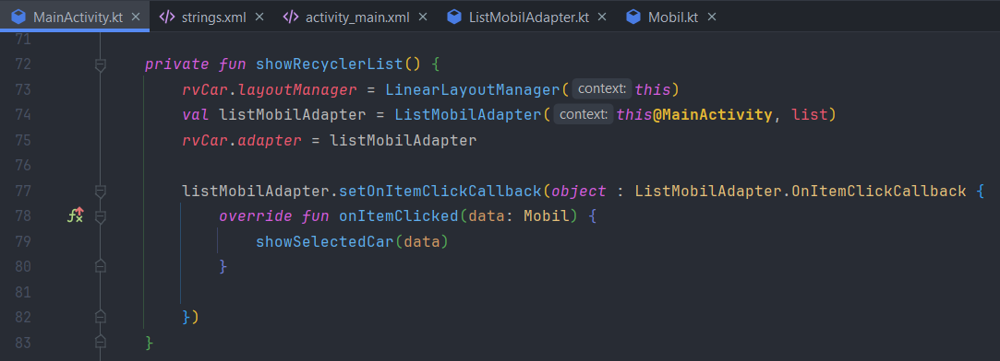 MainActivity.kt × strings.xml × activity_main.xml × ListMobilAdapter.kt × Mobil.kt ×
71
72 private fun showRecyclerList() {
73 rvCar.layoutManager = LinearLayoutManager( context: this)
74 val listMobilAdapter = ListMobilAdapter( context: this@MainActivity, list)
75 rvCar.adapter = listMobilAdapter
76
77 listMobilAdapter.setOnItemClickCallback(object : ListMobilAdapter.OnItemClickCallback {
78 override fun onItemClicked(data: Mobil) {
79 showSelectedCar(data)
80 }
81
82 })
83 }